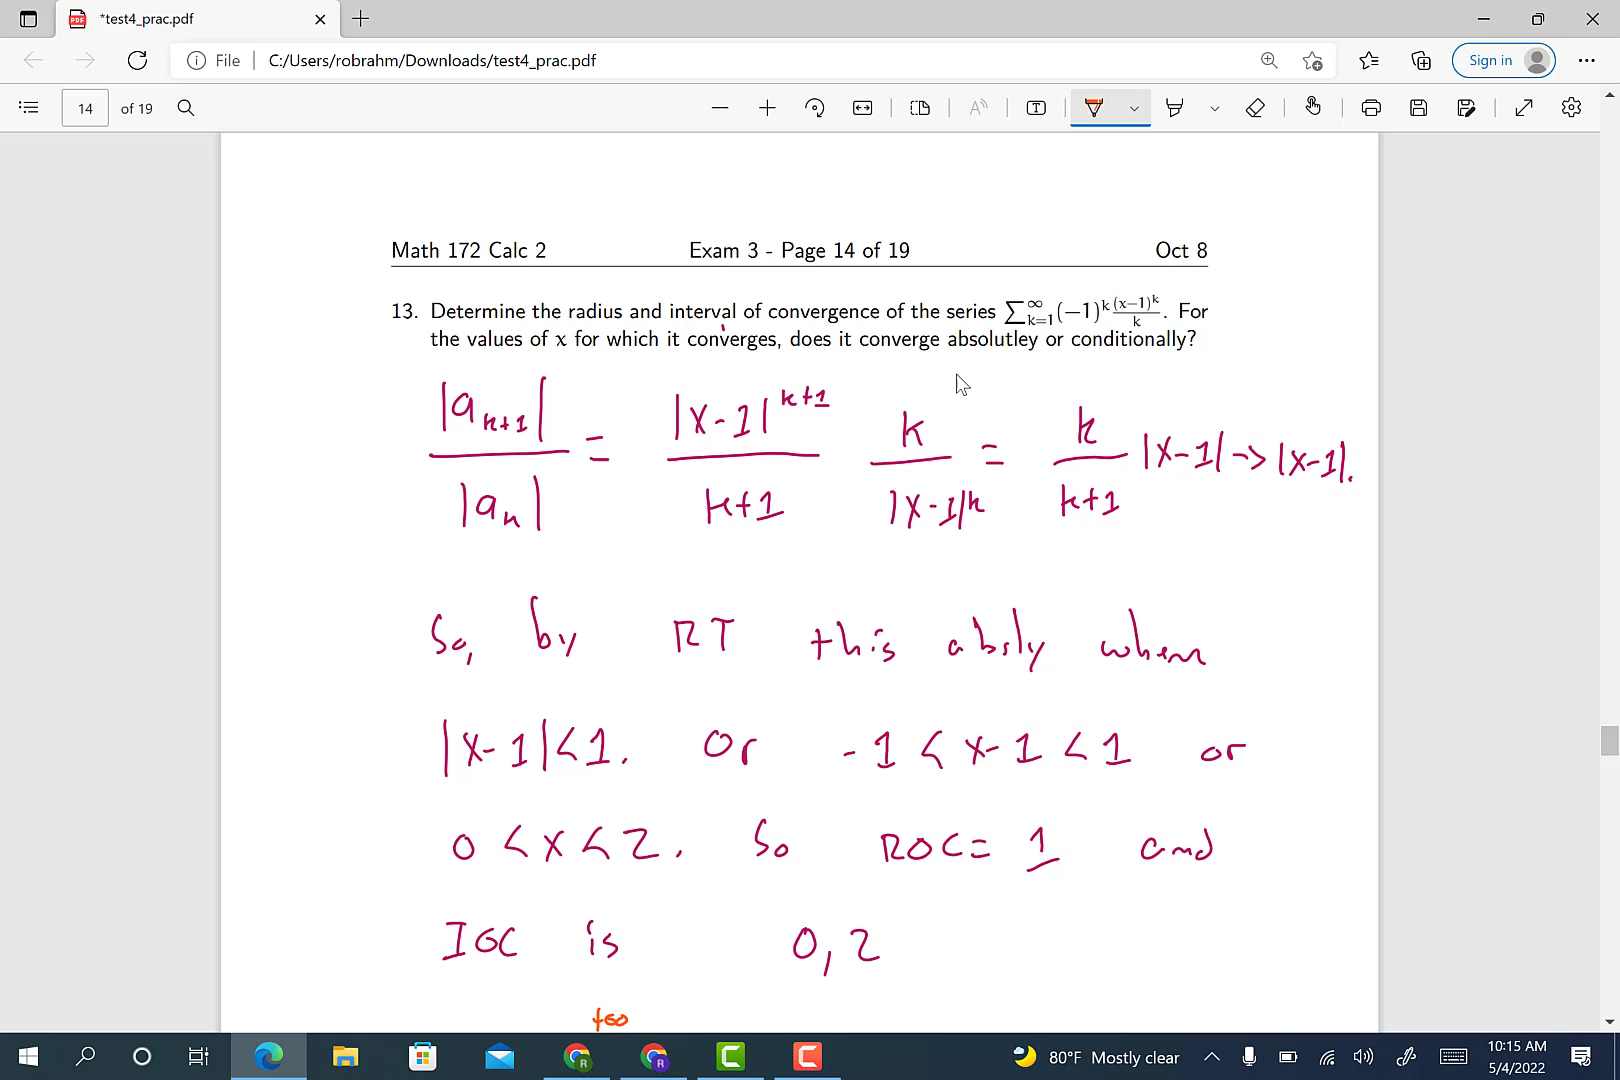 *test4_prac.pdf
File C:/Users/robrahm/Downloads/test4_prac.pdf
Sign in
14 of 19
Math 172 Calc 2 Exam 3 - Page 14 of 19 Oct 8
13. Determine the radius and interval of convergence of the series ∑_{k=1}^{∞}(−1)^k (x−1)^k/k. For
the values of x for which it converges, does it converge absolutley or conditionally?
|a_{k+1}|/|a_k| = |x-1|^{k+1}/(k+1) k/|x-1|^k = k/(k+1) |x-1| -> |x-1|.
So, by RT this absly when
|x-1|<1. Or -1 < x-1 < 1 or
0 < x < 2. So ROC = 1 and
IOC is 0, 2
80°F Mostly clear
10:15 AM
5/4/2022